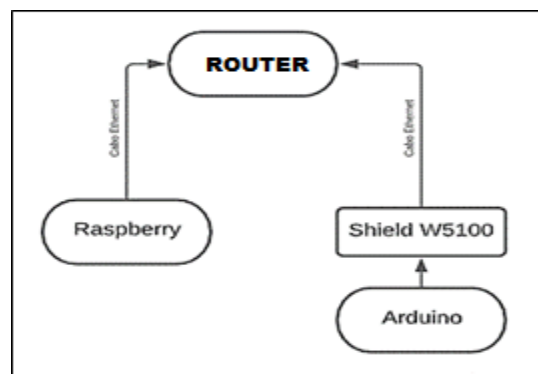 ROUTER
Cabo Ethernet
Cabo Ethernet
Raspberry
Shield W5100
Arduino